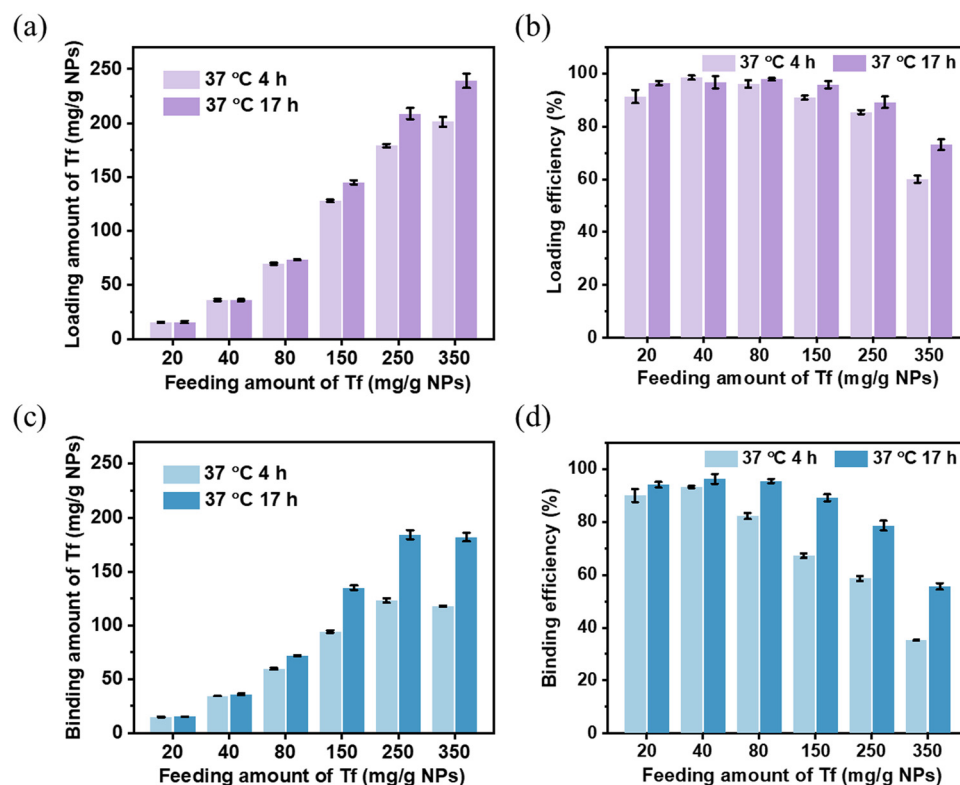 (a)
Loading amount of Tf (mg/g NPs)
250
200
150
100
50
0
37 °C 4 h
37 °C 17 h
20 40 80 150 250 350
Feeding amount of Tf (mg/g NPs)
(b)
Loading efficiency (%)
100
80
60
40
20
0
37 °C 4 h 37 °C 17 h
20 40 80 150 250 350
Feeding amount of Tf (mg/g NPs)
(c)
Binding amount of Tf (mg/g NPs)
250
200
150
100
50
0
37 °C 4 h
37 °C 17 h
20 40 80 150 250 350
Feeding amount of Tf (mg/g NPs)
(d)
Binding efficiency (%)
100
80
60
40
20
0
37 °C 4 h 37 °C 17 h
20 40 80 150 250 350
Feeding amount of Tf (mg/g NPs)